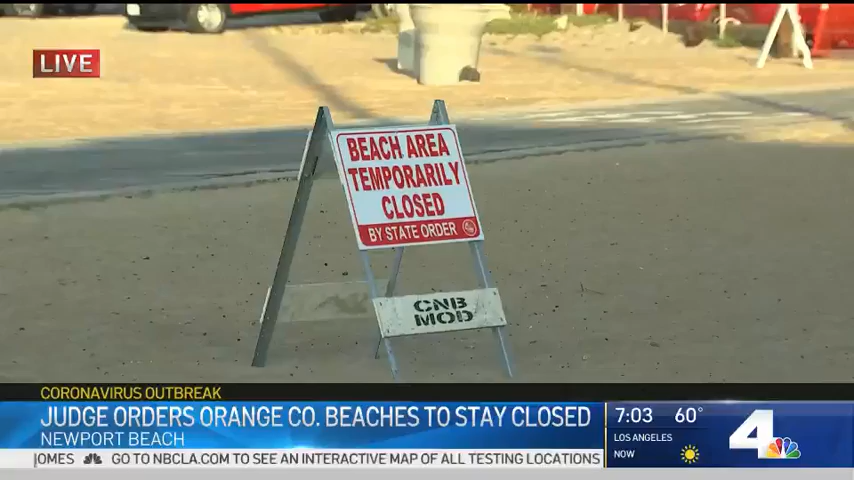 LIVE
BEACH AREA
TEMPORARILY
CLOSED
BY STATE ORDER
CNB
MOD
CORONAVIRUS OUTBREAK
JUDGE ORDERS ORANGE CO. BEACHES TO STAY CLOSED
NEWPORT BEACH
7:03 60°
LOS ANGELES
NOW
4
OMES GO TO NBCLA.COM TO SEE AN INTERACTIVE MAP OF ALL TESTING LOCATIONS